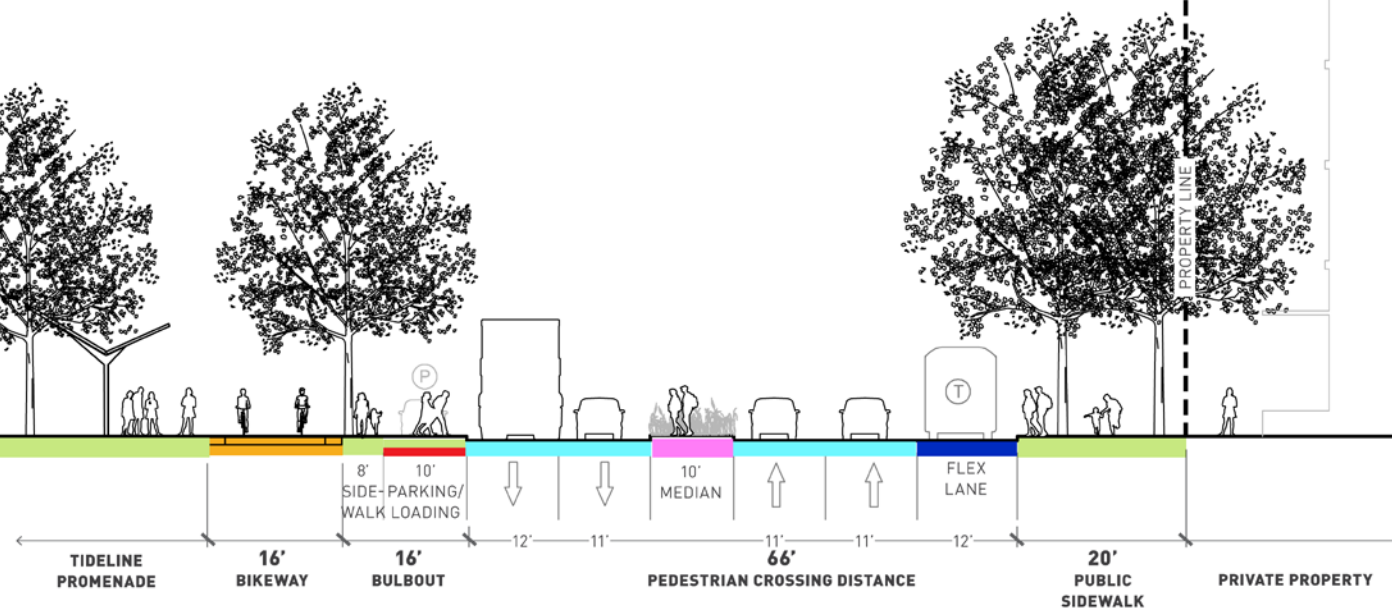 PROPERTY LINE
P
T
8'
SIDE-
WALK
10'
PARKING/
LOADING
10'
MEDIAN
FLEX
LANE
12'
11'
11'
11'
12'
TIDELINE
PROMENADE
16'
BIKEWAY
16'
BULBOUT
66'
PEDESTRIAN CROSSING DISTANCE
20'
PUBLIC
SIDEWALK
PRIVATE PROPERTY